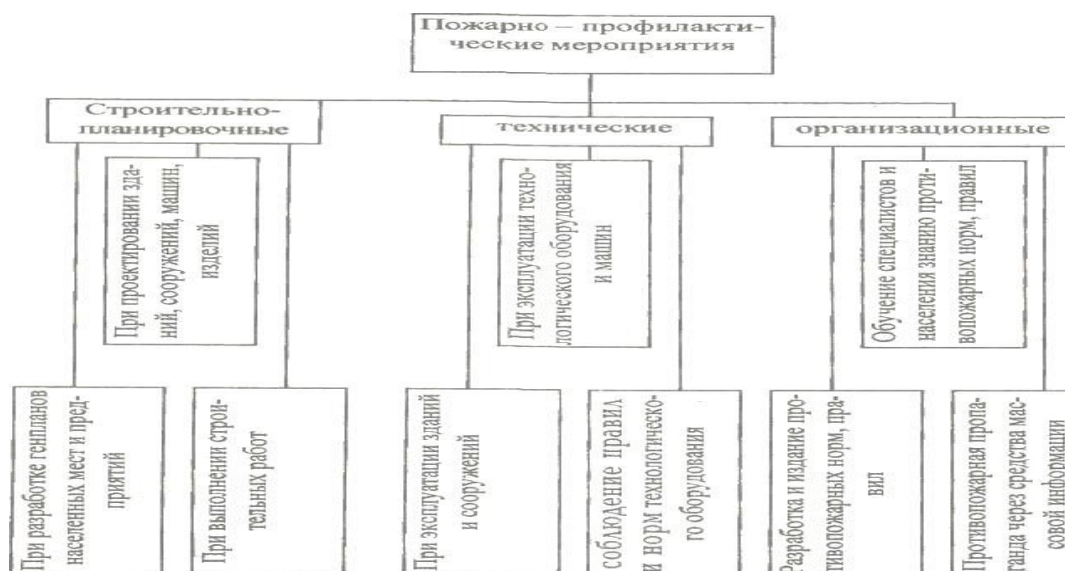 Пожарно – профилакти-
ческие мероприятия
Строительно-
планировочные
технические
организационные
При проектировании зда-
ний, сооружений, машин,
изделий
При эксплуатации техно-
логического оборудования
и машин
Обучение специалистов и
населения знанию проти-
вопожарных норм, правил
При разработке генпланов
населенных мест и пред-
приятий
При выполнении строи-
тельных работ
При эксплуатации зданий
и сооружений
соблюдение правил
и норм технологическо-
го оборудования
Разработка и издание про-
тивопожарных норм, пра-
вил
Противопожарная пропа-
ганда через средства мас-
совой информации